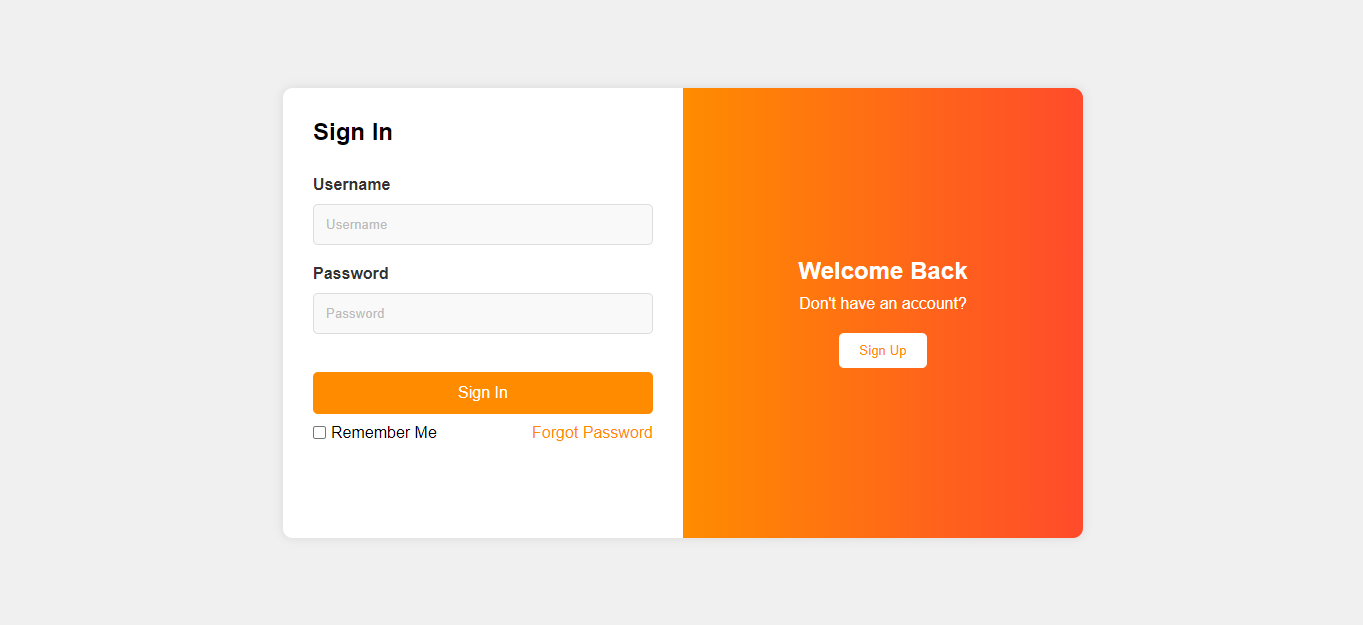 Sign In
Username
Username
Password
Password
Sign In
Remember Me
Forgot Password
Welcome Back
Don't have an account?
Sign Up